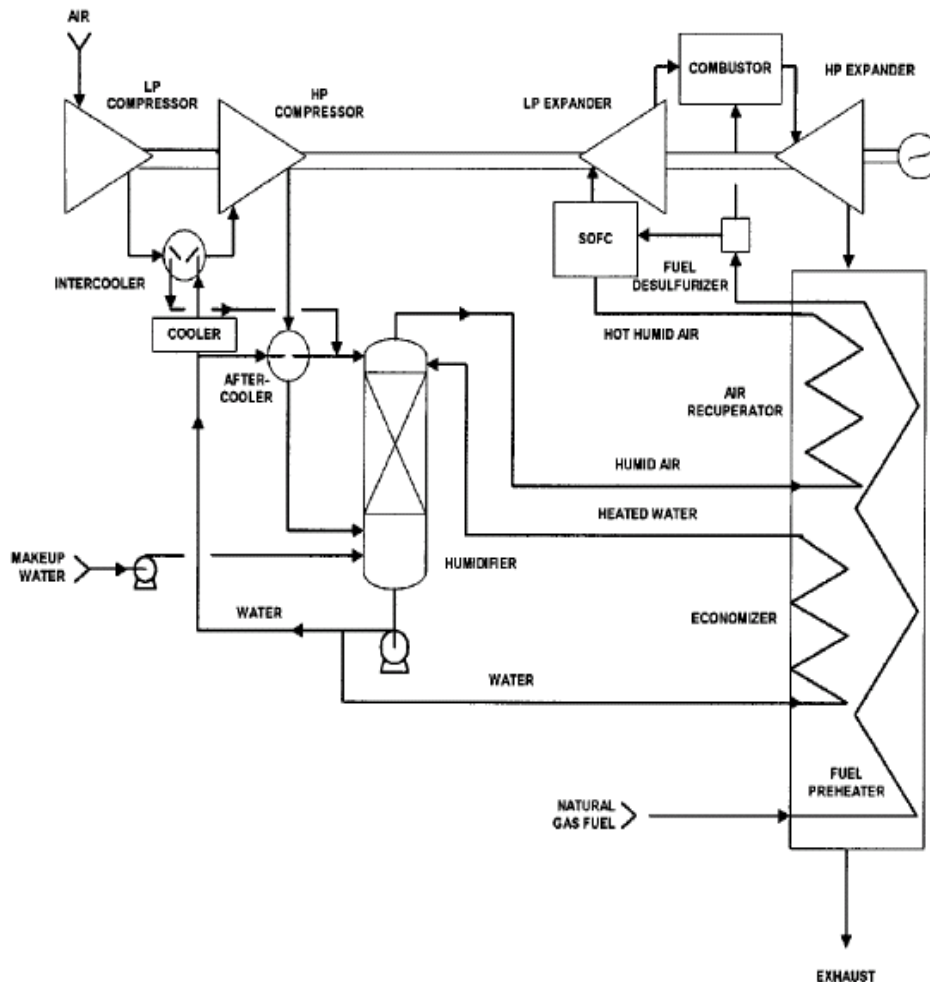 AIR
LP
COMPRESSOR
HP
COMPRESSOR
LP EXPANDER
COMBUSTOR
HP EXPANDER
SOFC
INTERCOOLER
FUEL
DESULFURIZER
COOLER
HOT HUMID AIR
AFTER-
COOLER
AIR
RECUPERATOR
HUMID AIR
HEATED WATER
MAKEUP
WATER
HUMIDIFIER
WATER
ECONOMIZER
WATER
FUEL
PREHEATER
NATURAL
GAS FUEL
EXHAUST